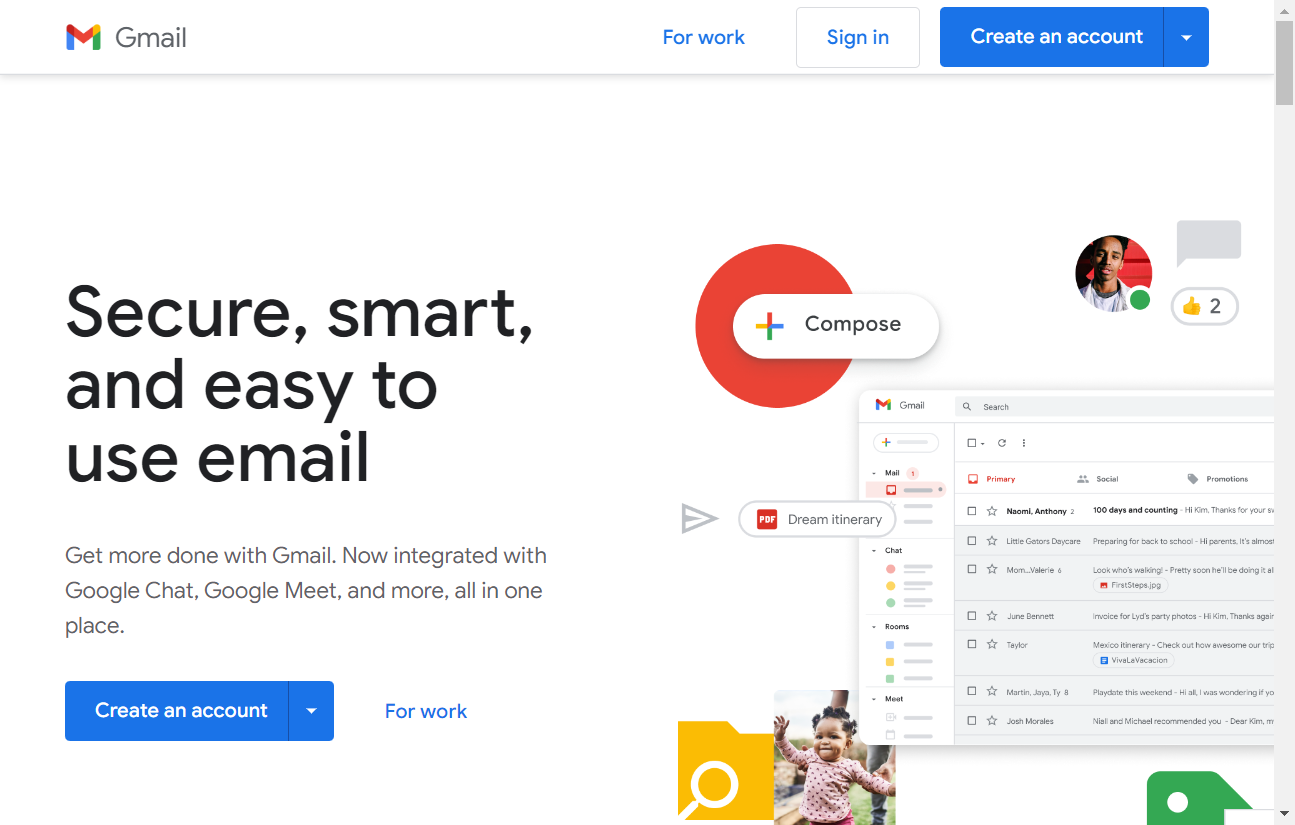 Gmail
For work
Sign in
Create an account
Secure, smart,
and easy to
use email
Get more done with Gmail. Now integrated with
Google Chat, Google Meet, and more, all in one
place.
Create an account
For work
Compose
2
PDF
Dream itinerary
Gmail
Search
Mail
1
Chat
Rooms
Meet
Primary
Social
Promotions
Naomi, Anthony 2
100 days and counting - Hi Kim, Thanks for your
Little Gators Daycare
Preparing for back to school - Hi parents, It's almost
Mom...Valerie 6
Look who's walking! - Pretty soon he'll be doing it
FirstSteps.jpg
June Bennett
Invoice for Lyd's party photos - Hi Kim, Thanks again
Taylor
Mexico itinerary - Check out how awesome our trip
VivaLaVacacion
Martin, Jaya, Ty 8
Playdate this weekend - Hi all, I was wondering if
Josh Morales
Niall and Michael recommended you - Dear Kim,